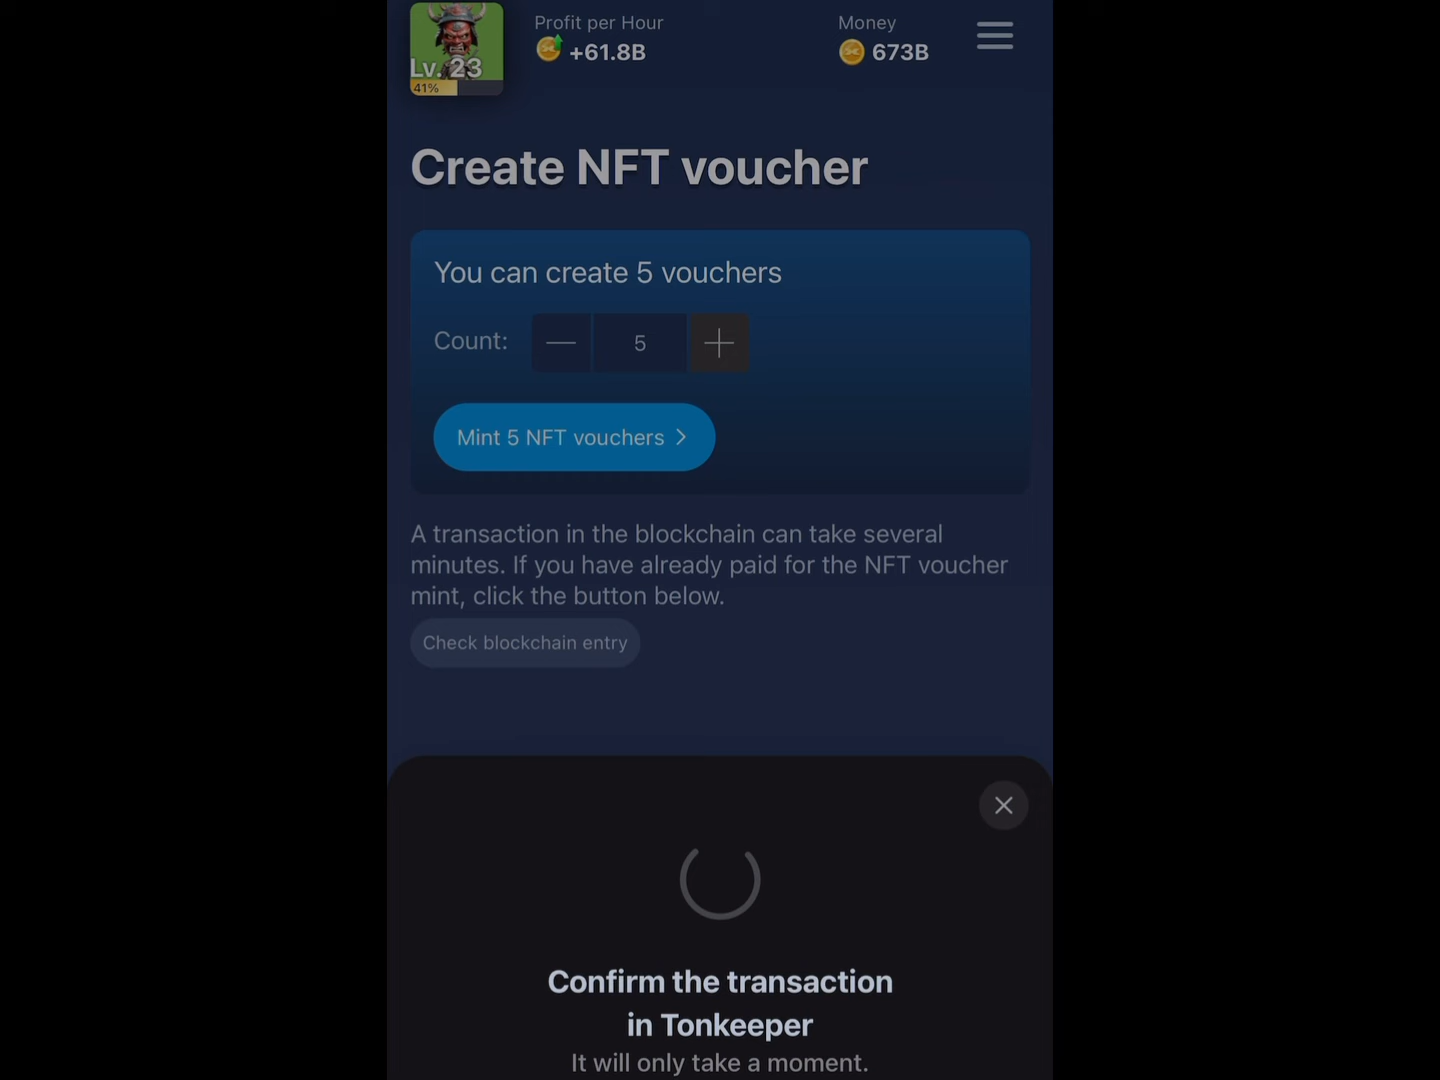 Profit per Hour
+61.8B
Money
673B
Lv. 23
41%
Create NFT voucher
You can create 5 vouchers
Count:
5
Mint 5 NFT vouchers
A transaction in the blockchain can take several
minutes. If you have already paid for the NFT voucher
mint, click the button below.
Check blockchain entry
Confirm the transaction
in Tonkeeper
It will only take a moment.